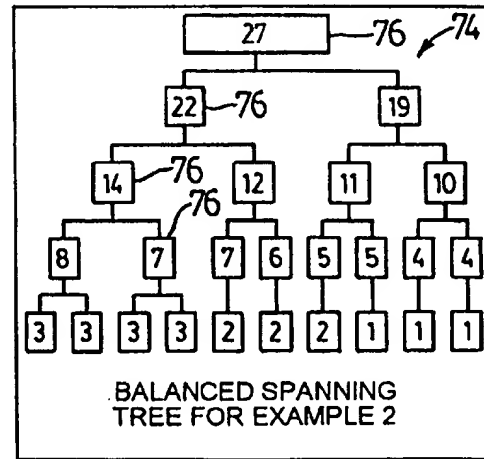 27 76 74
22 76 19
14 76 12 11 10
76
8 7 7 6 5 5 4 4
3 3 3 3 2 2 2 1 1 1
BALANCED SPANNING
TREE FOR EXAMPLE 2